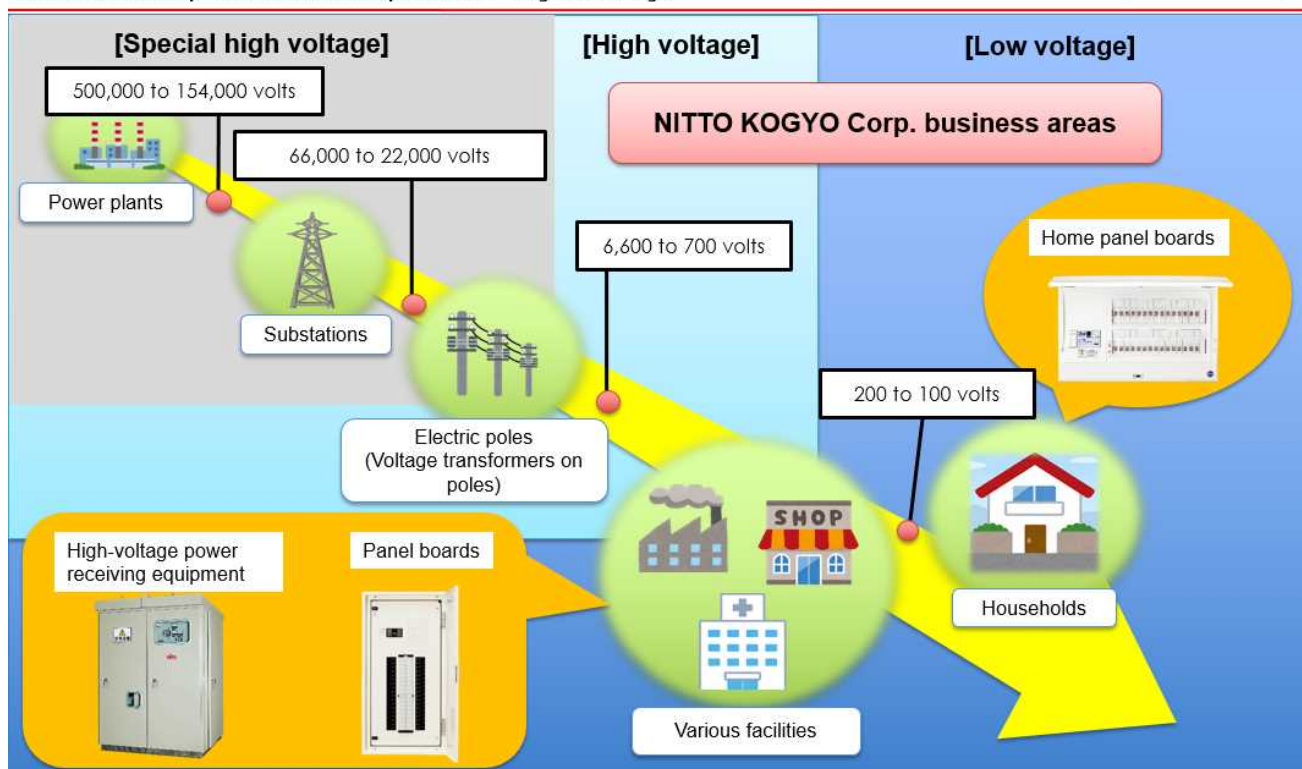 [Special high voltage]
[High voltage]
[Low voltage]
500,000 to 154,000 volts
NITTO KOGYO Corp. business areas
66,000 to 22,000 volts
Power plants
6,600 to 700 volts
Home panel boards
Substations
200 to 100 volts
Electric poles
(Voltage transformers on
poles)
SHOP
High-voltage power
receiving equipment
Panel boards
Households
Various facilities